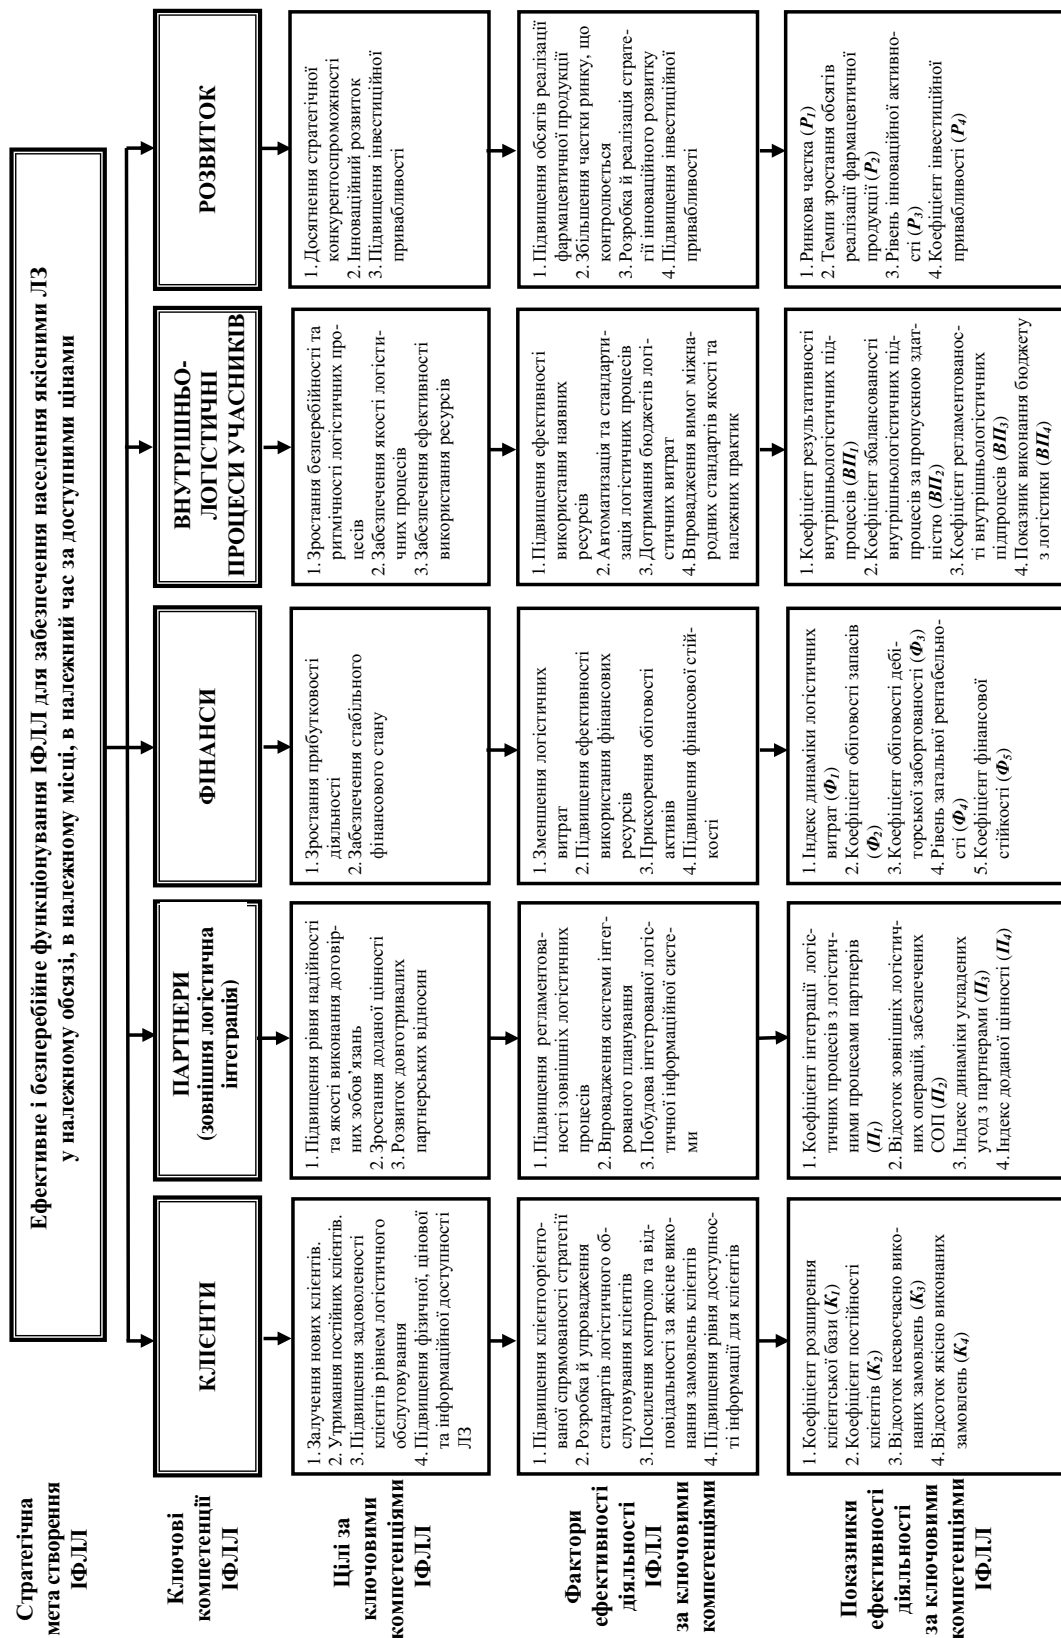 Стратегічна
мета створення
ІФЛЛ
Ефективне і безперебійне функціонування ІФЛЛ для забезпечення населення якісними ЛЗ
у належному обсязі, в належному місці, в належний час за доступними цінами
Ключові
компетенції
ІФЛЛ
КЛІЄНТИ
ПАРТНЕРИ
(зовнішня логістична
інтеграція)
ФІНАНСИ
ВНУТРІШНЬО-
ЛОГІСТИЧНІ
ПРОЦЕСИ УЧАСНИКІВ
РОЗВИТОК
Цілі за
ключовими
компетенціями
ІФЛЛ
1. Залучення нових клієнтів.
2. Утримання постійних клієнтів.
3. Підвищення задоволеності
клієнтів рівнем логістичного
обслуговування
4. Підвищення фізичної, цінової
та інформаційної доступності
ЛЗ
1. Підвищення рівня надійності
та якості виконання договір-
них зобов’язань
2. Зростання доданої цінності
3. Розвиток довготривалих
партнерських відносин
1. Зростання прибутковості
діяльності
2. Забезпечення стабільного
фінансового стану
1. Зростання безперебійності та
ритмічності логістичних про-
цесів
2. Забезпечення якості логісти-
чних процесів
3. Забезпечення ефективності
використання ресурсів
1. Досягнення стратегічної
конкурентоспроможності
2. Інноваційний розвиток
3. Підвищення інвестиційної
привабливості
Фактори
ефективності
діяльності
ІФЛЛ
за ключовими
компетенціями
1. Підвищення клієнтоорієнто-
ваної спрямованості стратегії
2. Розробка й упровадження
стандартів логістичного об-
слуговування клієнтів
3. Посилення контролю та від-
повідальності за якісне вико-
нання замовлень клієнтів
4. Підвищення рівня доступнос-
ті інформації для клієнтів
1. Підвищення регламентова-
ності зовнішніх логістичних
процесів
2. Впровадження системи інтег-
рованого планування
3. Побудова інтегрованої логіс-
тичної інформаційної систе-
ми
1. Зменшення логістичних
витрат
2. Підвищення ефективності
використання фінансових
ресурсів
3. Прискорення обіговості
активів
4. Підвищення фінансової стій-
кості
1. Підвищення ефективності
використання наявних
ресурсів
2. Автоматизація та стандарти-
зація логістичних процесів
3. Дотримання бюджетів логі-
стичних витрат
4. Впровадження вимог міжна-
родних стандартів якості та
належних практик
1. Підвищення обсягів реалізації
фармацевтичної продукції
2. Збільшення частки ринку, що
контролюється
3. Розробка й реалізація страте-
гії інноваційного розвитку
4. Підвищення інвестиційної
привабливості
Показники
ефективності
діяльності
за ключовими
компетенціями
ІФЛЛ
1. Коефіцієнт розширення
клієнтської бази (К1)
2. Коефіцієнт постійності
клієнтів (К2)
3. Відсоток несвоєчасно вико-
наних замовлень (К3)
4. Відсоток якісно виконаних
замовлень (К4)
1. Коефіцієнт інтеграції логіс-
тичних процесів з логістич-
ними процесами партнерів
(П1)
2. Відсоток зовнішніх логістич-
них операцій, забезпечених
СОП (П2)
3. Індекс динаміки укладених
угод з партнерами (П3)
4. Індекс доданої цінності (П4)
1. Індекс динаміки логістичних
витрат (Ф1)
2. Коефіцієнт обіговості запасів
(Ф2)
3. Коефіцієнт обіговості дебі-
торської заборгованості (Ф3)
4. Рівень загальної рентабельно-
сті (Ф4)
5. Коефіцієнт фінансової
стійкості (Ф5)
1. Коефіцієнт результативності
внутрішньологістичних під-
процесів (ВП1)
2. Коефіцієнт збалансованості
внутрішньологістичних під-
процесів за пропускною здат-
ністю (ВП2)
3. Коефіцієнт регламентованос-
ті внутрішньологістичних
підпроцесів (ВП3)
4. Показник виконання бюджету
з логістики (ВП4)
1. Ринкова частка (Р1)
2. Темпи зростання обсягів
реалізації фармацевтичної
продукції (Р2)
3. Рівень інноваційної активно-
сті (Р3)
4. Коефіцієнт інвестиційної
привабливості (Р4)